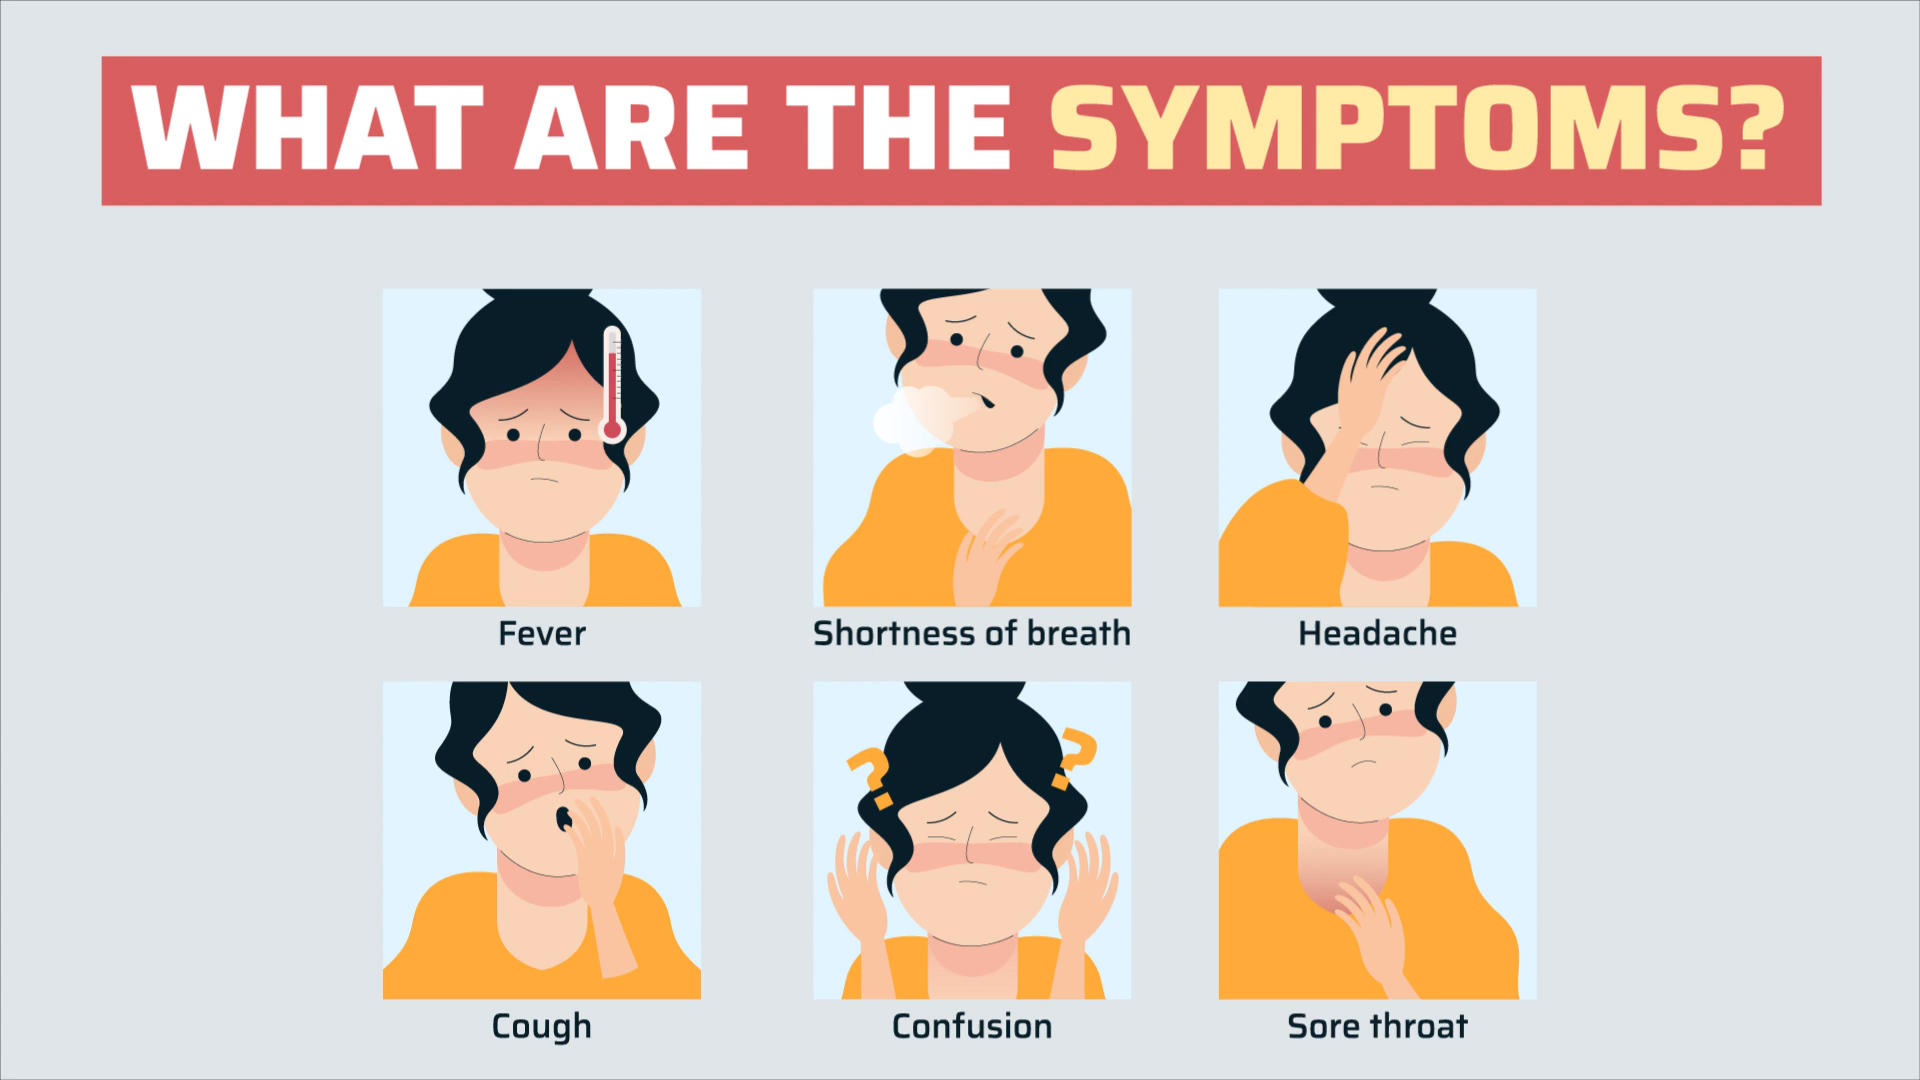 WHAT ARE THE SYMPTOMS?
Fever
Shortness of breath
Headache
? ?
Cough
Confusion
Sore throat